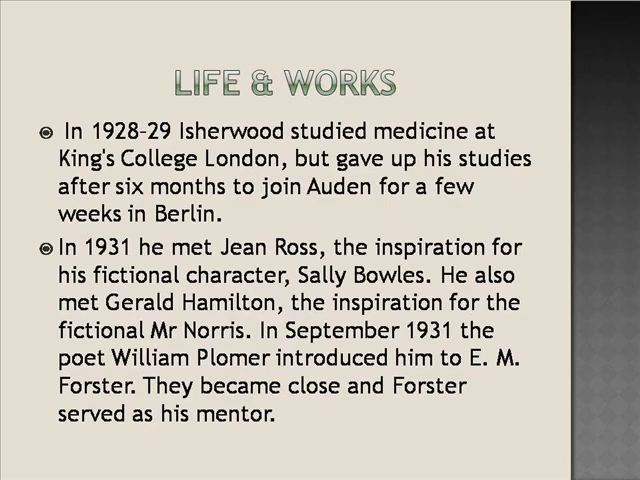 LIFE & WORKS
In 1928–29 Isherwood studied medicine at
King's College London, but gave up his studies
after six months to join Auden for a few
weeks in Berlin.
In 1931 he met Jean Ross, the inspiration for
his fictional character, Sally Bowles. He also
met Gerald Hamilton, the inspiration for the
fictional Mr Norris. In September 1931 the
poet William Plomer introduced him to E. M.
Forster. They became close and Forster
served as his mentor.